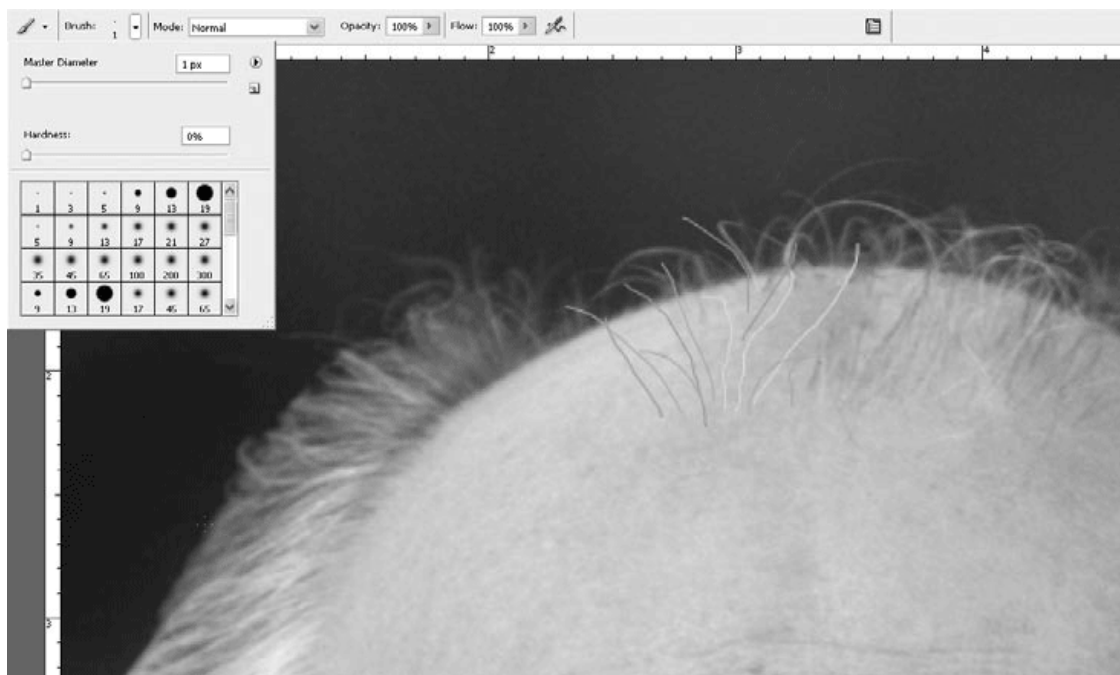 Brush: 1 Mode: Normal Opacity: 100% Flow: 100%
Master Diameter 1 px
Hardness: 0%
1 3 5 9 13 19
5 9 13 17 21 27
35 45 65 100 200 300
9 13 19 17 45 65
2 3 4
2
3